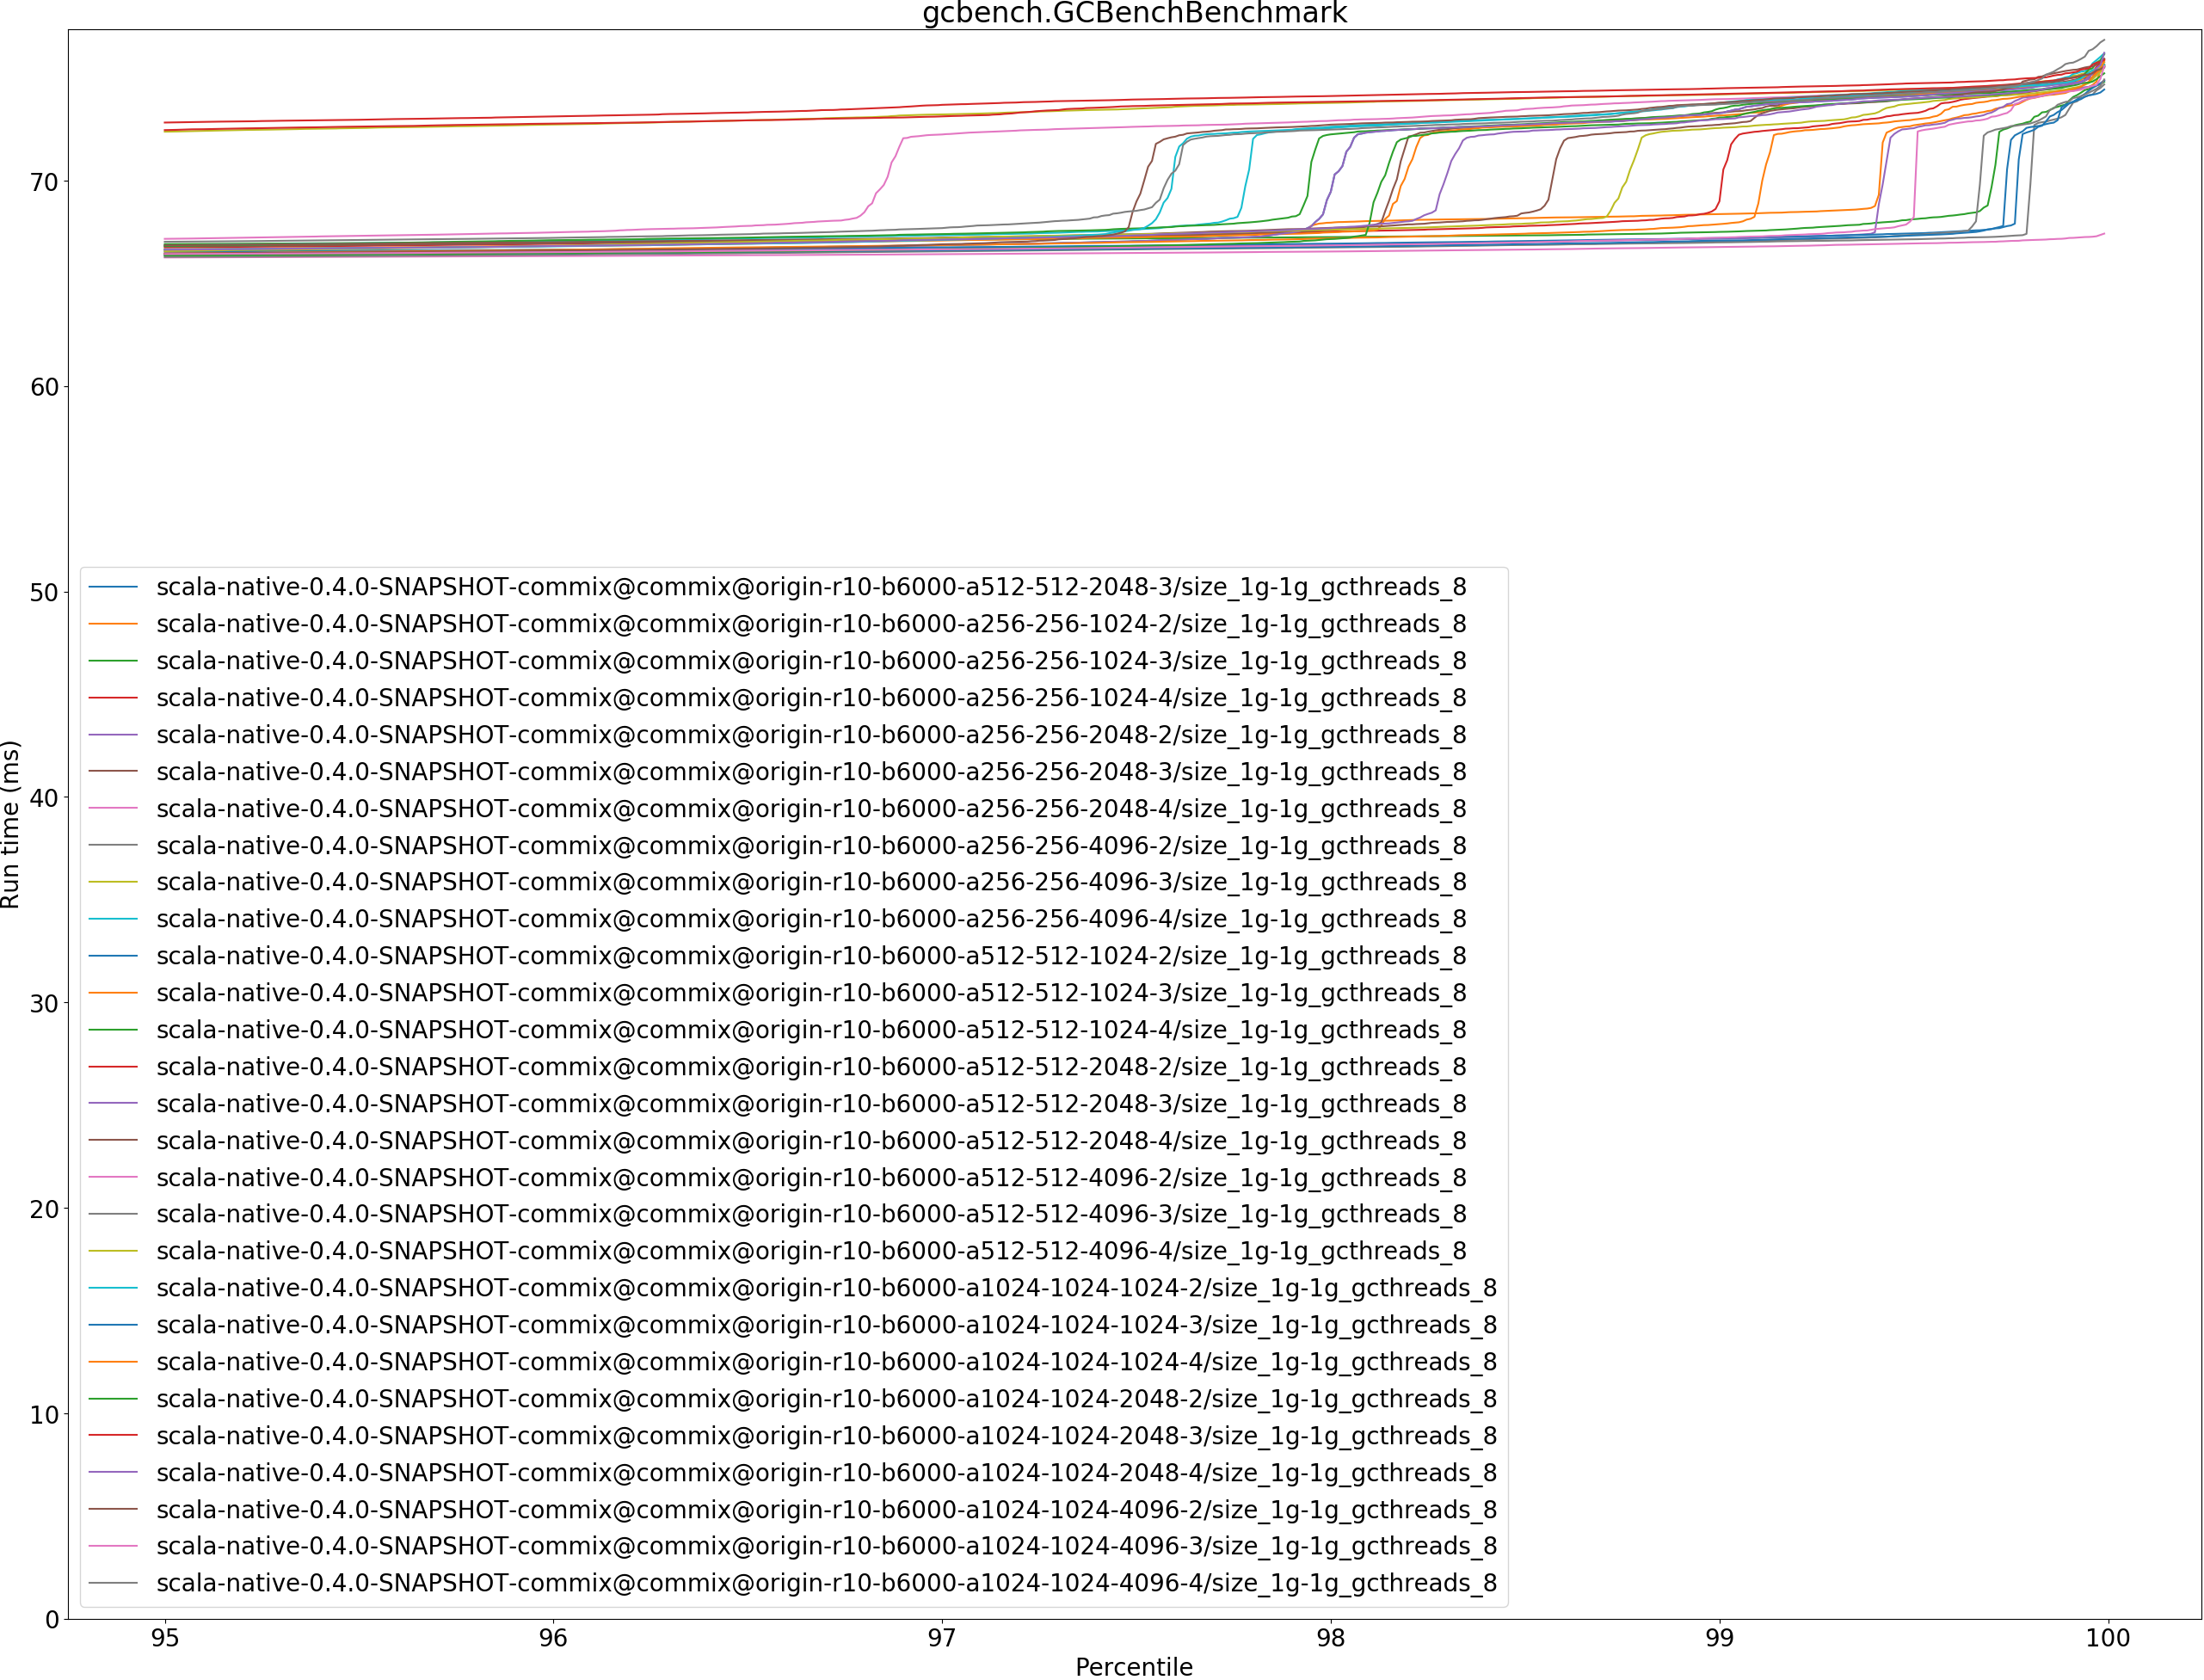 gcbench.GCBenchBenchmark
70
60
50
40
30
20
10
0
Run time (ms)
scala-native-0.4.0-SNAPSHOT-commix@commix@origin-r10-b6000-a512-512-2048-3/size_1g-1g_gcthreads_8
scala-native-0.4.0-SNAPSHOT-commix@commix@origin-r10-b6000-a256-256-1024-2/size_1g-1g_gcthreads_8
scala-native-0.4.0-SNAPSHOT-commix@commix@origin-r10-b6000-a256-256-1024-3/size_1g-1g_gcthreads_8
scala-native-0.4.0-SNAPSHOT-commix@commix@origin-r10-b6000-a256-256-1024-4/size_1g-1g_gcthreads_8
scala-native-0.4.0-SNAPSHOT-commix@commix@origin-r10-b6000-a256-256-2048-2/size_1g-1g_gcthreads_8
scala-native-0.4.0-SNAPSHOT-commix@commix@origin-r10-b6000-a256-256-2048-3/size_1g-1g_gcthreads_8
scala-native-0.4.0-SNAPSHOT-commix@commix@origin-r10-b6000-a256-256-2048-4/size_1g-1g_gcthreads_8
scala-native-0.4.0-SNAPSHOT-commix@commix@origin-r10-b6000-a256-256-4096-2/size_1g-1g_gcthreads_8
scala-native-0.4.0-SNAPSHOT-commix@commix@origin-r10-b6000-a256-256-4096-3/size_1g-1g_gcthreads_8
scala-native-0.4.0-SNAPSHOT-commix@commix@origin-r10-b6000-a256-256-4096-4/size_1g-1g_gcthreads_8
scala-native-0.4.0-SNAPSHOT-commix@commix@origin-r10-b6000-a512-512-1024-2/size_1g-1g_gcthreads_8
scala-native-0.4.0-SNAPSHOT-commix@commix@origin-r10-b6000-a512-512-1024-3/size_1g-1g_gcthreads_8
scala-native-0.4.0-SNAPSHOT-commix@commix@origin-r10-b6000-a512-512-1024-4/size_1g-1g_gcthreads_8
scala-native-0.4.0-SNAPSHOT-commix@commix@origin-r10-b6000-a512-512-2048-2/size_1g-1g_gcthreads_8
scala-native-0.4.0-SNAPSHOT-commix@commix@origin-r10-b6000-a512-512-2048-3/size_1g-1g_gcthreads_8
scala-native-0.4.0-SNAPSHOT-commix@commix@origin-r10-b6000-a512-512-2048-4/size_1g-1g_gcthreads_8
scala-native-0.4.0-SNAPSHOT-commix@commix@origin-r10-b6000-a512-512-4096-2/size_1g-1g_gcthreads_8
scala-native-0.4.0-SNAPSHOT-commix@commix@origin-r10-b6000-a512-512-4096-3/size_1g-1g_gcthreads_8
scala-native-0.4.0-SNAPSHOT-commix@commix@origin-r10-b6000-a512-512-4096-4/size_1g-1g_gcthreads_8
scala-native-0.4.0-SNAPSHOT-commix@commix@origin-r10-b6000-a1024-1024-1024-2/size_1g-1g_gcthreads_8
scala-native-0.4.0-SNAPSHOT-commix@commix@origin-r10-b6000-a1024-1024-1024-3/size_1g-1g_gcthreads_8
scala-native-0.4.0-SNAPSHOT-commix@commix@origin-r10-b6000-a1024-1024-1024-4/size_1g-1g_gcthreads_8
scala-native-0.4.0-SNAPSHOT-commix@commix@origin-r10-b6000-a1024-1024-2048-2/size_1g-1g_gcthreads_8
scala-native-0.4.0-SNAPSHOT-commix@commix@origin-r10-b6000-a1024-1024-2048-3/size_1g-1g_gcthreads_8
scala-native-0.4.0-SNAPSHOT-commix@commix@origin-r10-b6000-a1024-1024-2048-4/size_1g-1g_gcthreads_8
scala-native-0.4.0-SNAPSHOT-commix@commix@origin-r10-b6000-a1024-1024-4096-2/size_1g-1g_gcthreads_8
scala-native-0.4.0-SNAPSHOT-commix@commix@origin-r10-b6000-a1024-1024-4096-3/size_1g-1g_gcthreads_8
scala-native-0.4.0-SNAPSHOT-commix@commix@origin-r10-b6000-a1024-1024-4096-4/size_1g-1g_gcthreads_8
95 96 97 98 99 100
Percentile